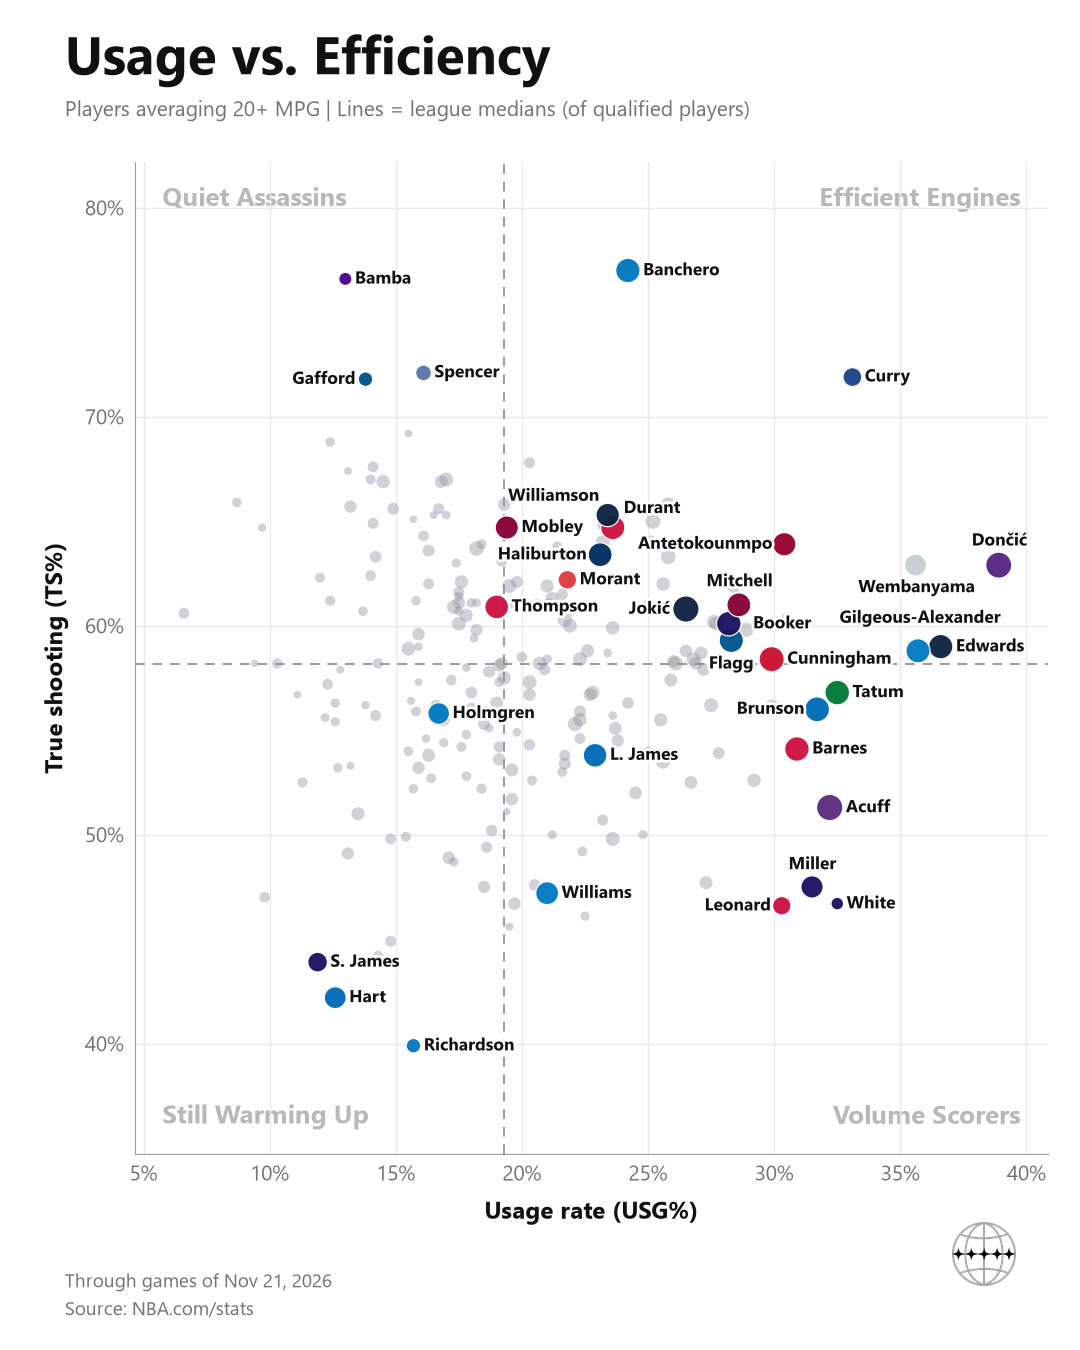 Usage vs. Efficiency
Players averaging 20+ MPG | Lines = league medians (of qualified players)
Quiet Assassins
Efficient Engines
80%
Banchero
Bamba
Spencer
Gafford
Curry
70%
Williamson
Durant
Mobley
Dončić
Antetokounmpo
Haliburton
Morant
Mitchell
Wembanyama
Thompson
Jokić
Gilgeous-Alexander
60%
Booker
Edwards
Flagg
Cunningham
Tatum
Holmgren
Brunson
L. James
Barnes
Acuff
50%
Miller
Williams
Leonard
White
S. James
Hart
40%
Richardson
Still Warming Up
Volume Scorers
True shooting (TS%)
5%
10%
15%
20%
25%
30%
35%
40%
Usage rate (USG%)
Through games of Nov 21, 2026
Source: NBA.com/stats